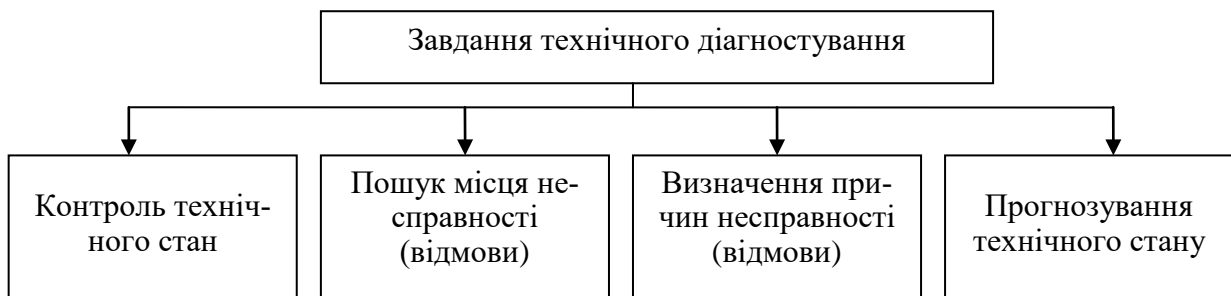 Завдання технічного діагностування
Контроль техніч-
ного стан
Пошук місця не-
справності
(відмови)
Визначення при-
чин несправності
(відмови)
Прогнозування
технічного стану